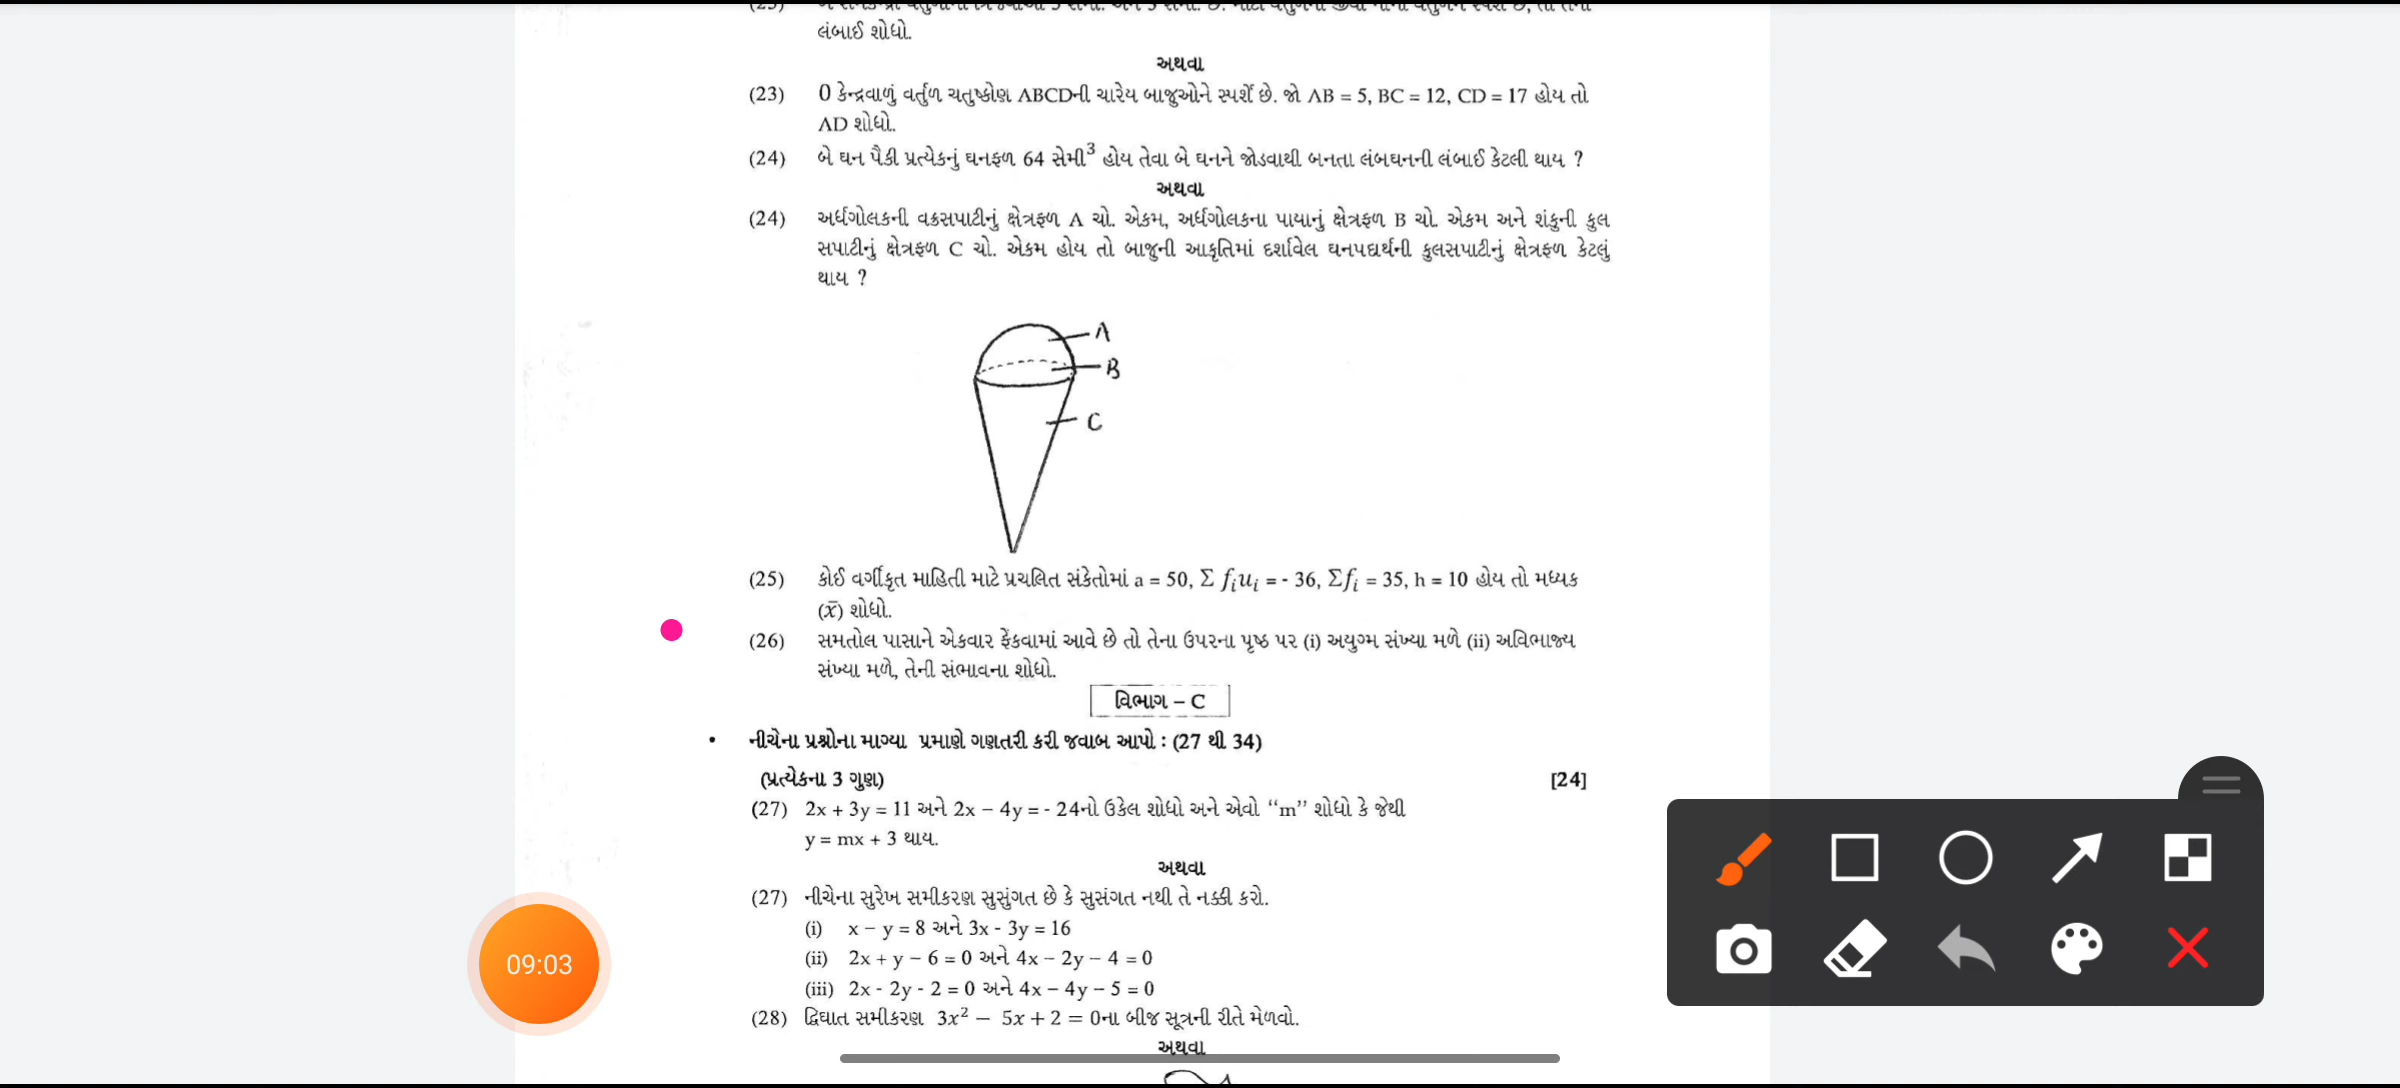 લંબાઈ શોધો.
અથવા
(23) 0 કેન્દ્રવાળું વર્તુળ ચતુષ્કોણ ABCDની ચારેય બાજુઓને સ્પર્શે છે. જો AB = 5, BC = 12, CD = 17 હોય તો
AD શોધો.
(24) બે ઘન પૈકી પ્રત્યેકનું ઘનફળ 64 સેમી³ હોય તેવા બે ઘનને જોડવાથી બનતા લંબઘનની લંબાઈ કેટલી થાય ?
અથવા
(24) અર્ધગોલકની વક્રસપાટીનું ક્ષેત્રફળ A ચો. એકમ, અર્ધગોલકના પાયાનું ક્ષેત્રફળ B ચો. એકમ અને શંકુની કુલ
સપાટીનું ક્ષેત્રફળ C ચો. એકમ હોય તો બાજુની આકૃતિમાં દર્શાવેલ ઘનપદાર્થની કુલસપાટીનું ક્ષેત્રફળ કેટલું
થાય ?
A
B
C
(25) કોઈ વર્ગીકૃત માહિતી માટે પ્રચલિત સંકેતોમાં a = 50, Σ fᵢuᵢ = - 36, Σfᵢ = 35, h = 10 હોય તો મધ્યક
(x̄) શોધો.
(26) સમતોલ પાસાને એકવાર ફેંકવામાં આવે છે તો તેના ઉપરના પૃષ્ઠ પર (i) અયુગ્મ સંખ્યા મળે (ii) અવિભાજ્ય
સંખ્યા મળે, તેની સંભાવના શોધો.
વિભાગ – C
• નીચેના પ્રશ્નોના માગ્યા પ્રમાણે ગણતરી કરી જવાબ આપો : (27 થી 34)
(પ્રત્યેકના 3 ગુણ) [24]
(27) 2x + 3y = 11 અને 2x – 4y = - 24નો ઉકેલ શોધો અને એવો "m" શોધો કે જેથી
y = mx + 3 થાય.
અથવા
(27) નીચેના સુરેખ સમીકરણ સુસુંગત છે કે સુસંગત નથી તે નક્કી કરો.
(i) x – y = 8 અને 3x - 3y = 16
(ii) 2x + y – 6 = 0 અને 4x – 2y – 4 = 0
(iii) 2x - 2y - 2 = 0 અને 4x – 4y – 5 = 0
(28) દ્વિઘાત સમીકરણ 3x² – 5x + 2 = 0ના બીજ સૂત્રની રીતે મેળવો.
અથવા
09:03